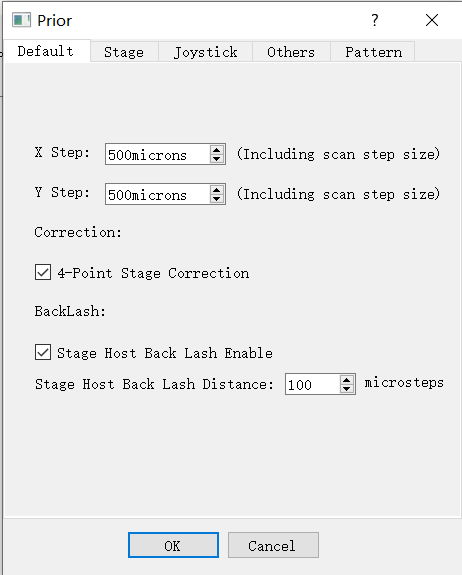 Prior ?
Default Stage Joystick Others Pattern
X Step: 500microns (Including scan step size)
Y Step: 500microns (Including scan step size)
Correction:
4-Point Stage Correction
BackLash:
Stage Host Back Lash Enable
Stage Host Back Lash Distance: 100 microsteps
OK Cancel